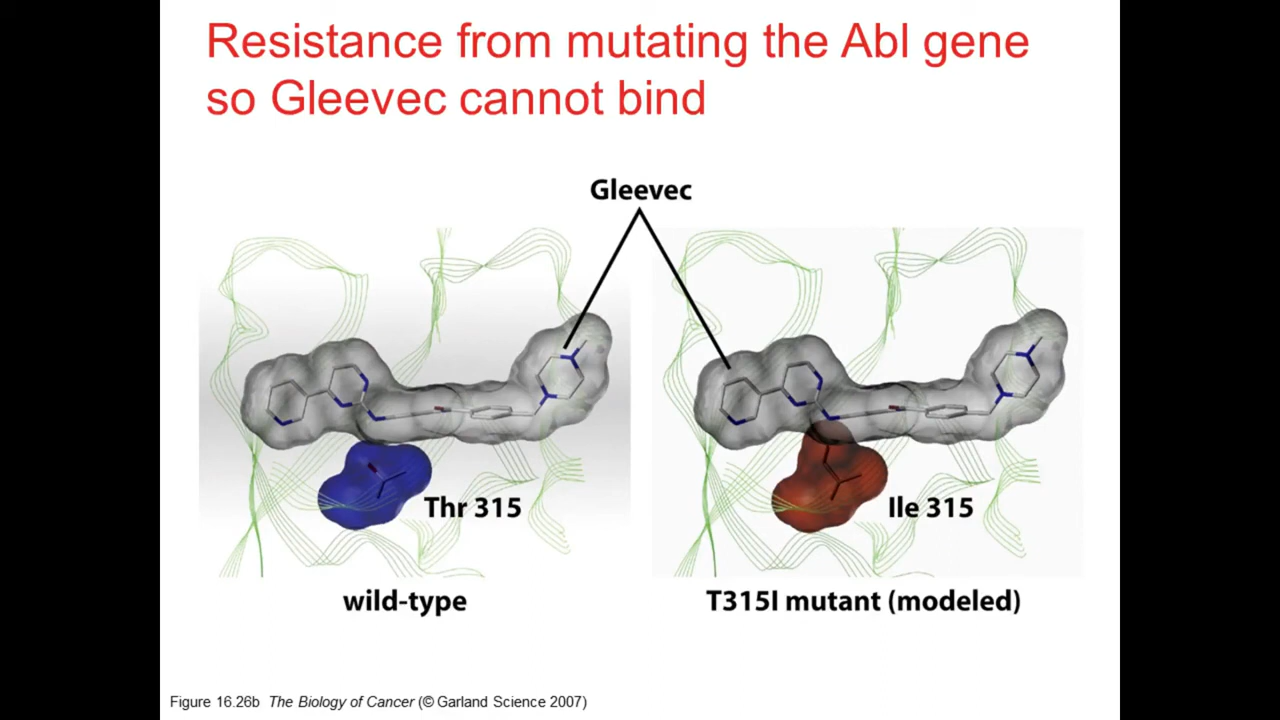 Resistance from mutating the Abl gene
so Gleevec cannot bind
Gleevec
Thr 315
Ile 315
wild-type
T315I mutant (modeled)
Figure 16.26b The Biology of Cancer (© Garland Science 2007)